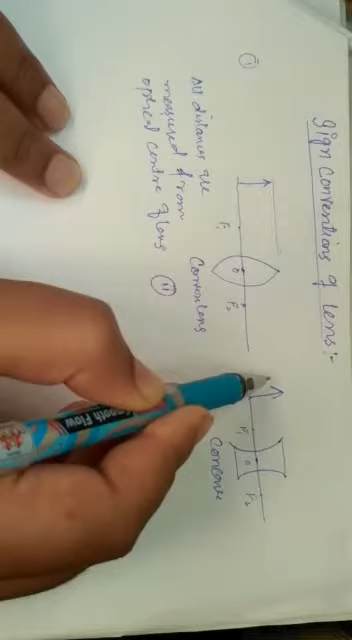 Sign Conventions of lens:-
I
F₁
O
F₂
Convex lens
F₁
O
F₂
Concave
All distances are
measured from
optical centre of lens
II
Smooth Flow